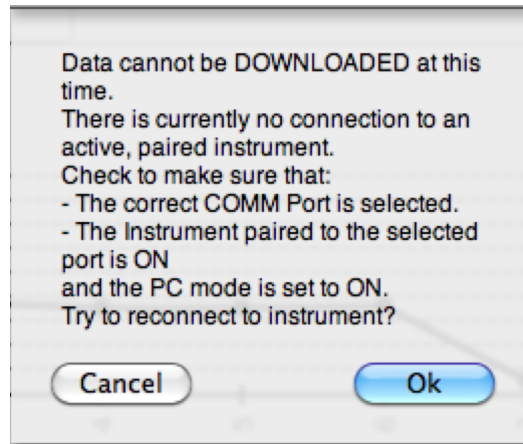 Data cannot be DOWNLOADED at this
time.
There is currently no connection to an
active, paired instrument.
Check to make sure that:
- The correct COMM Port is selected.
- The Instrument paired to the selected
port is ON
and the PC mode is set to ON.
Try to reconnect to instrument?
Cancel Ok